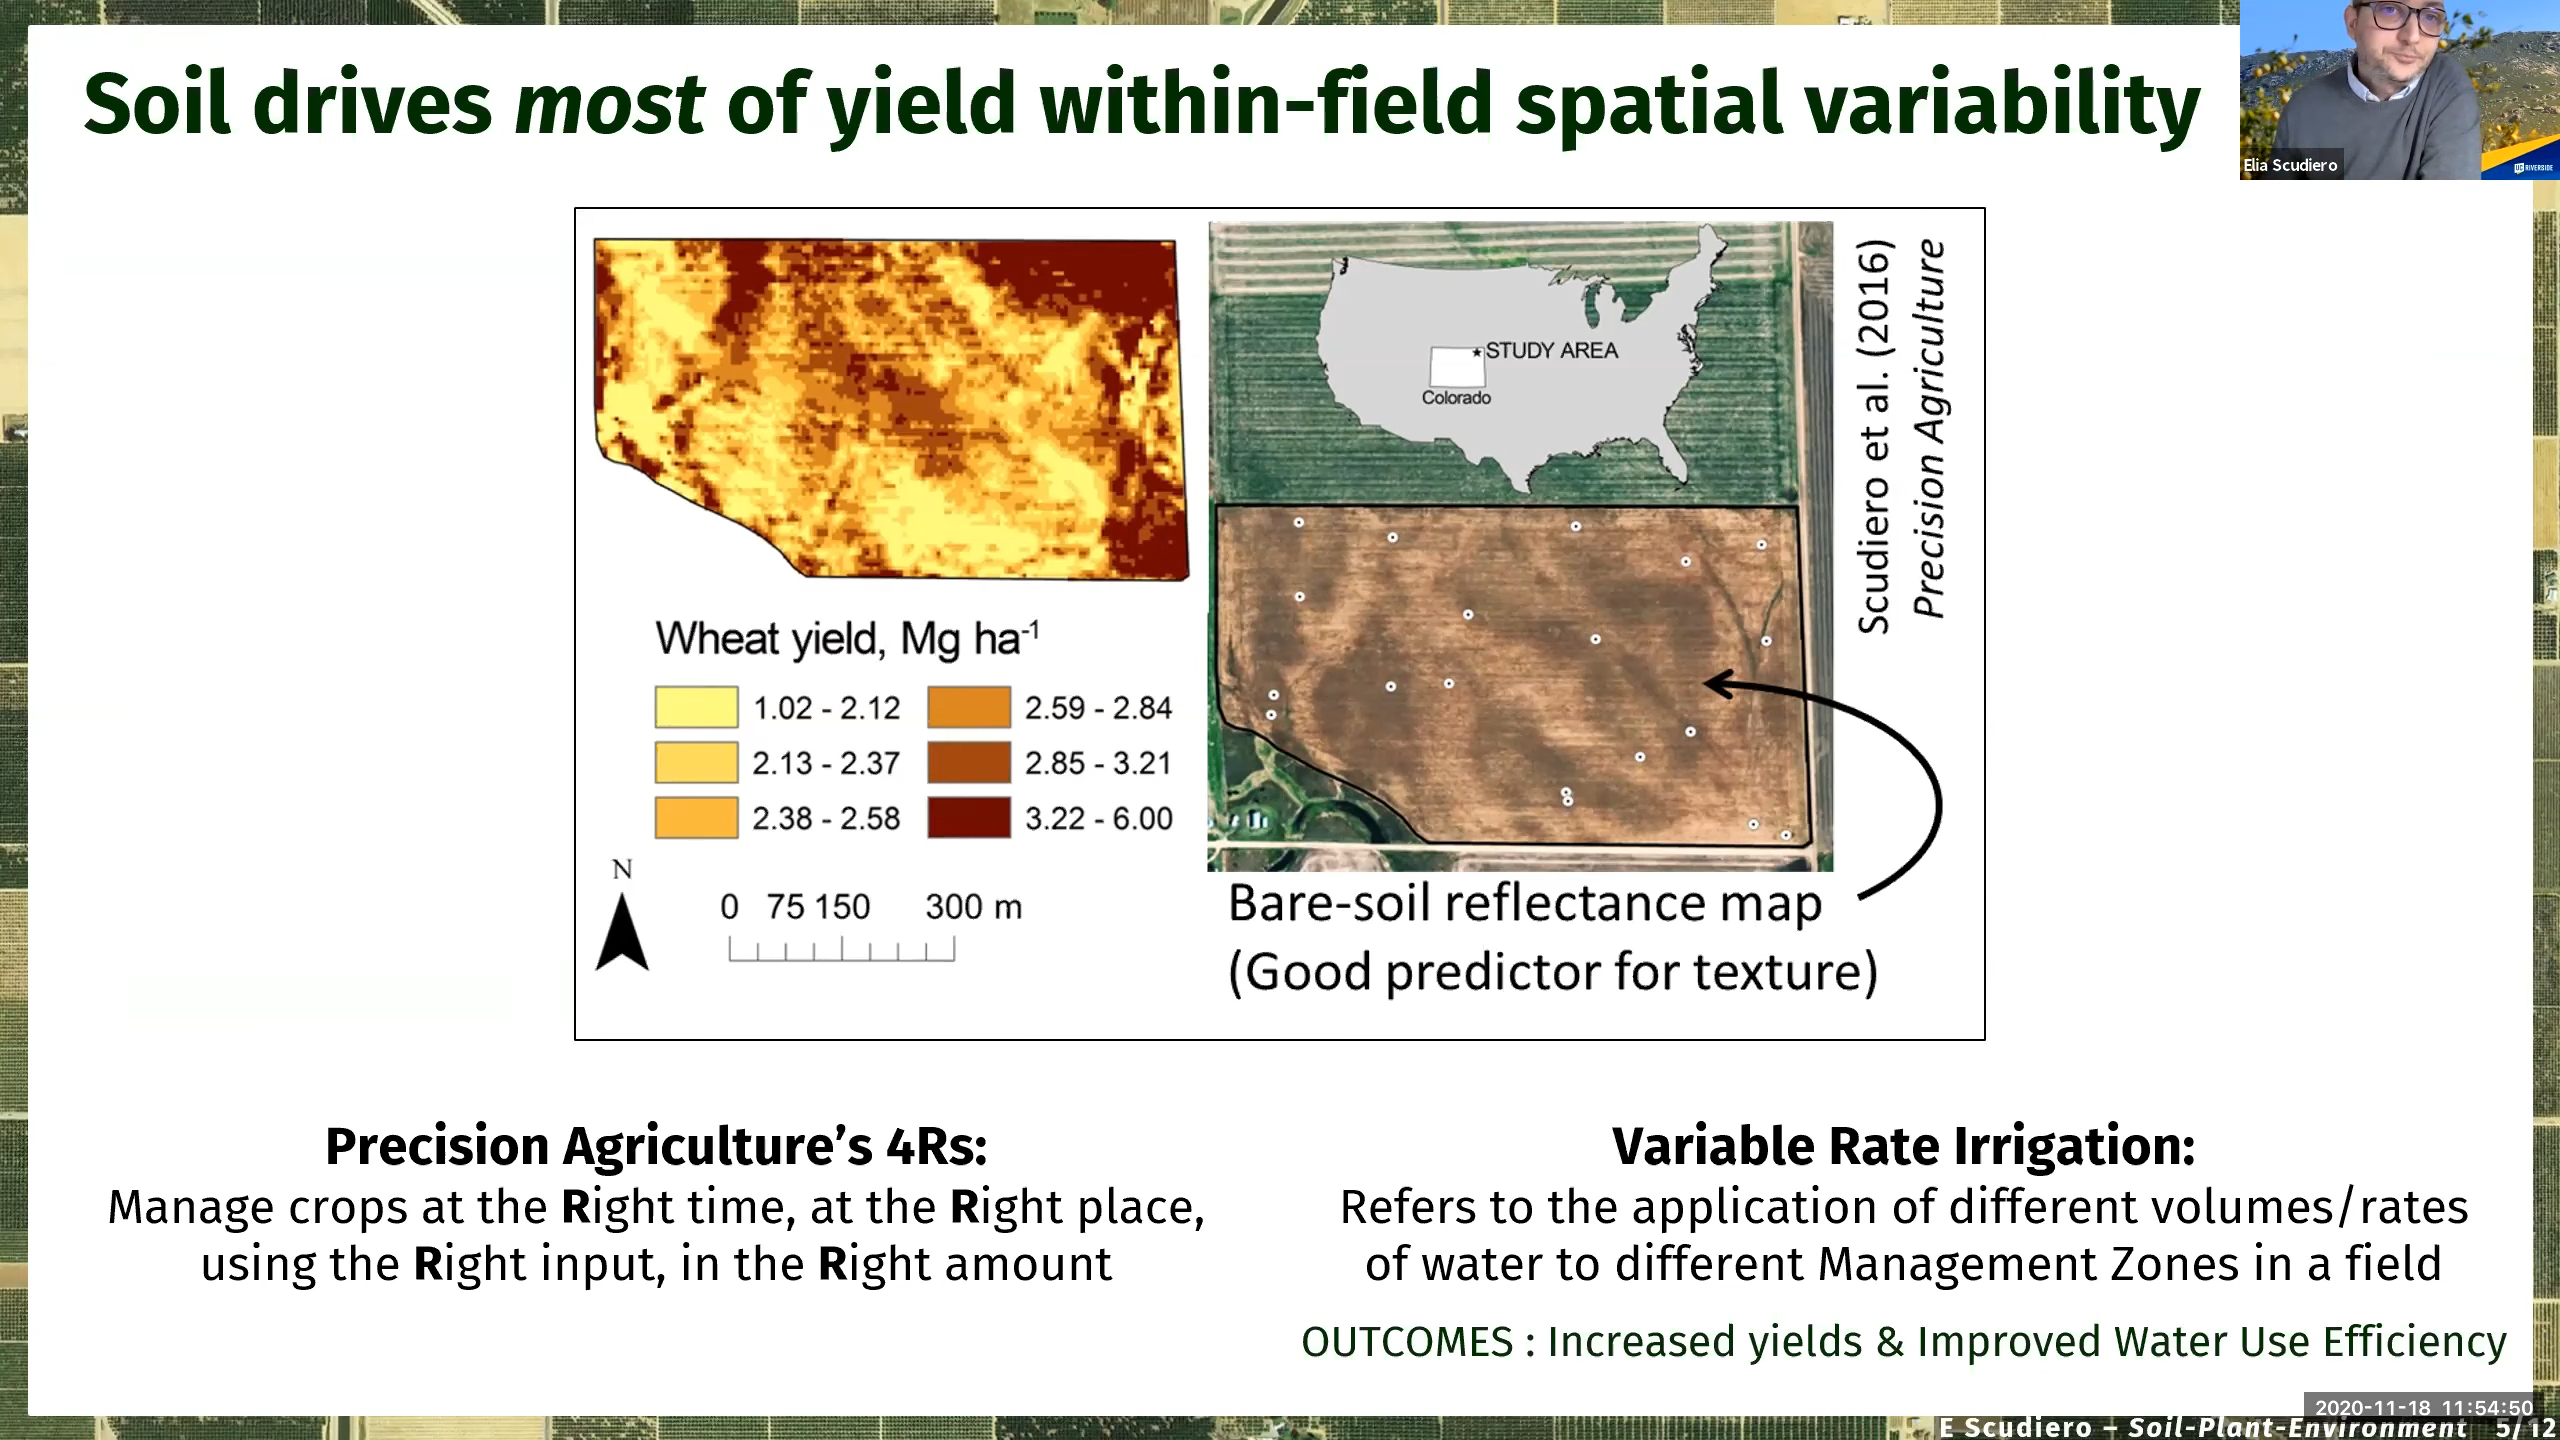 Soil drives most of yield within-field spatial variability
Elia Scudiero
UC RIVERSIDE
STUDY AREA
Colorado
Scudiero et al. (2016)
Precision Agriculture
Wheat yield, Mg ha-1
1.02 - 2.12
2.59 - 2.84
2.13 - 2.37
2.85 - 3.21
2.38 - 2.58
3.22 - 6.00
N
0 75 150 300 m
Bare-soil reflectance map
(Good predictor for texture)
Precision Agriculture’s 4Rs:
Manage crops at the Right time, at the Right place,
using the Right input, in the Right amount
Variable Rate Irrigation:
Refers to the application of different volumes/rates
of water to different Management Zones in a field
OUTCOMES : Increased yields & Improved Water Use Efficiency
2020-11-18 11:54:50
E Scudiero – Soil-Plant-Environment 5/12